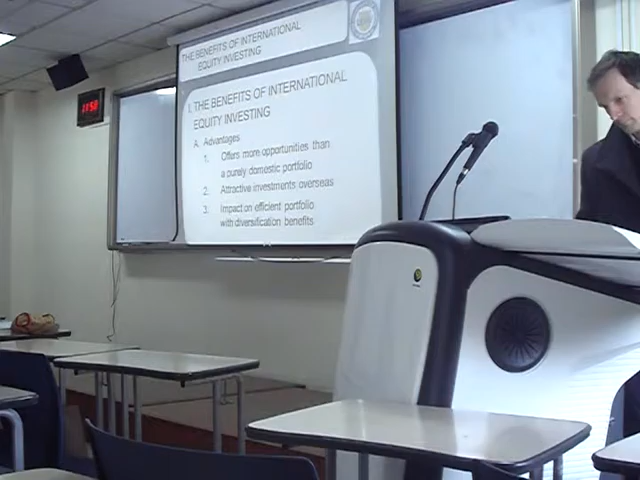 THE BENEFITS OF INTERNATIONAL
EQUITY INVESTING
I. THE BENEFITS OF INTERNATIONAL
EQUITY INVESTING
A. Advantages
1. Offers more opportunities than
a purely domestic portfolio
2. Attractive investments overseas
3. Impact on efficient portfolio
with diversification benefits